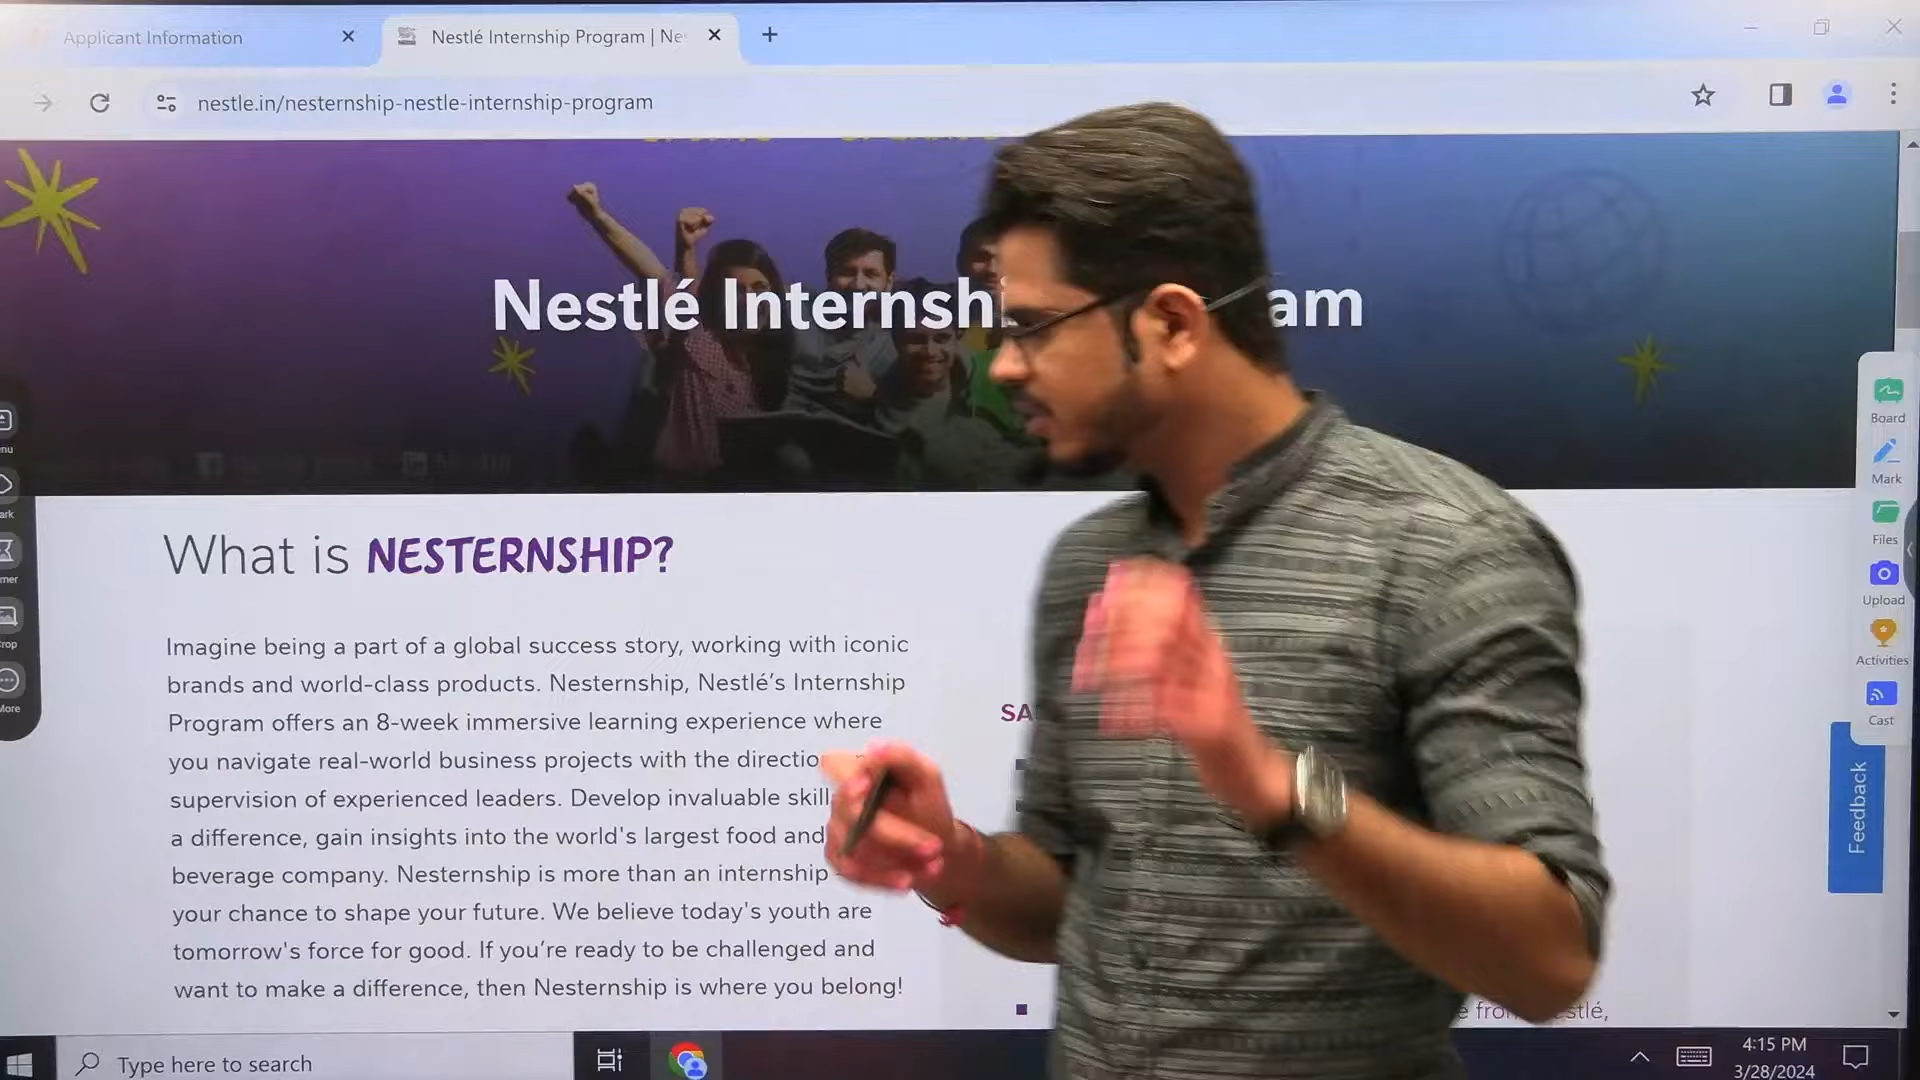 Applicant Information
Nestlé Internship Program | Nes
nestle.in/nesternship-nestle-internship-program
Nestlé Internsh am
Board
Mark
Files
Upload
Activities
Cast
Feedback
What is NESTERNSHIP?
Imagine being a part of a global success story, working with iconic
brands and world-class products. Nesternship, Nestlé’s Internship
Program offers an 8-week immersive learning experience where
you navigate real-world business projects with the directio
supervision of experienced leaders. Develop invaluable skill
a difference, gain insights into the world's largest food and
beverage company. Nesternship is more than an internship
your chance to shape your future. We believe today's youth are
tomorrow's force for good. If you’re ready to be challenged and
want to make a difference, then Nesternship is where you belong!
SA
More
Type here to search
4:15 PM
3/28/2024